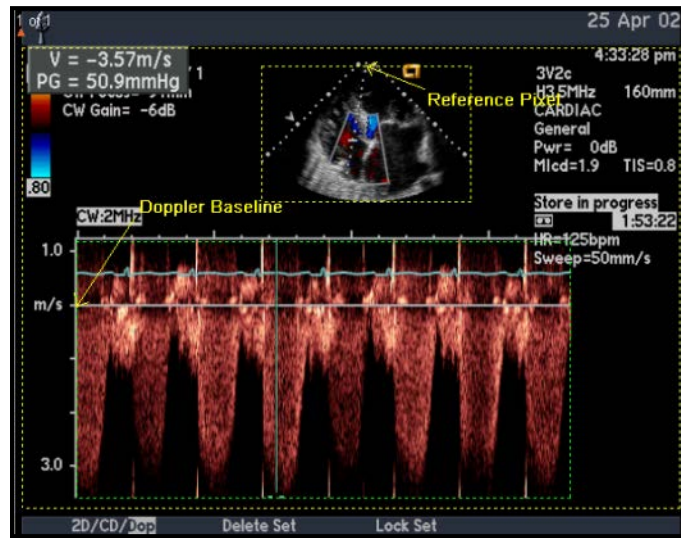 1 of 1
25 Apr 02
V = -3.57m/s
PG = 50.9mmHg
1
CW Gain= -6dB
.80
4:33:28 pm
3V2c
H3.5MHz 160mm
CARDIAC
General
Pwr= 0dB
MIcd=1.9 TIS=0.8
Reference Pixel
Store in progress
1:53:22
HR=125bpm
Sweep=50mm/s
Doppler Baseline
CW:2MHz
1.0
m/s
3.0
2D/CD/Dop Delete Set Lock Set